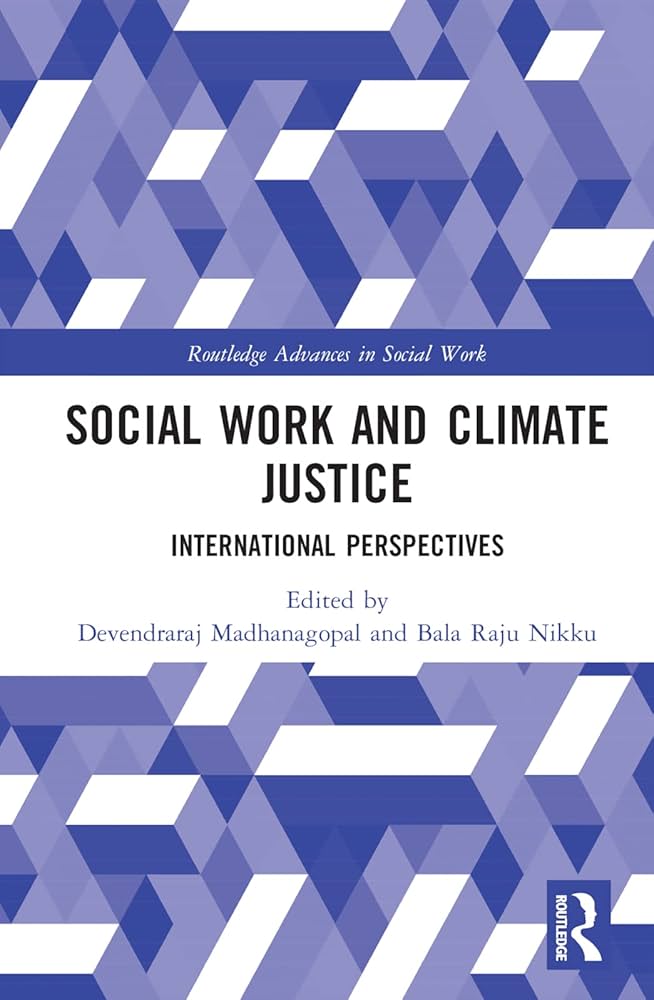 Routledge Advances in Social Work
SOCIAL WORK AND CLIMATE
JUSTICE
INTERNATIONAL PERSPECTIVES
Edited by
Devendraraj Madhanagopal and Bala Raju Nikku
ROUTLEDGE